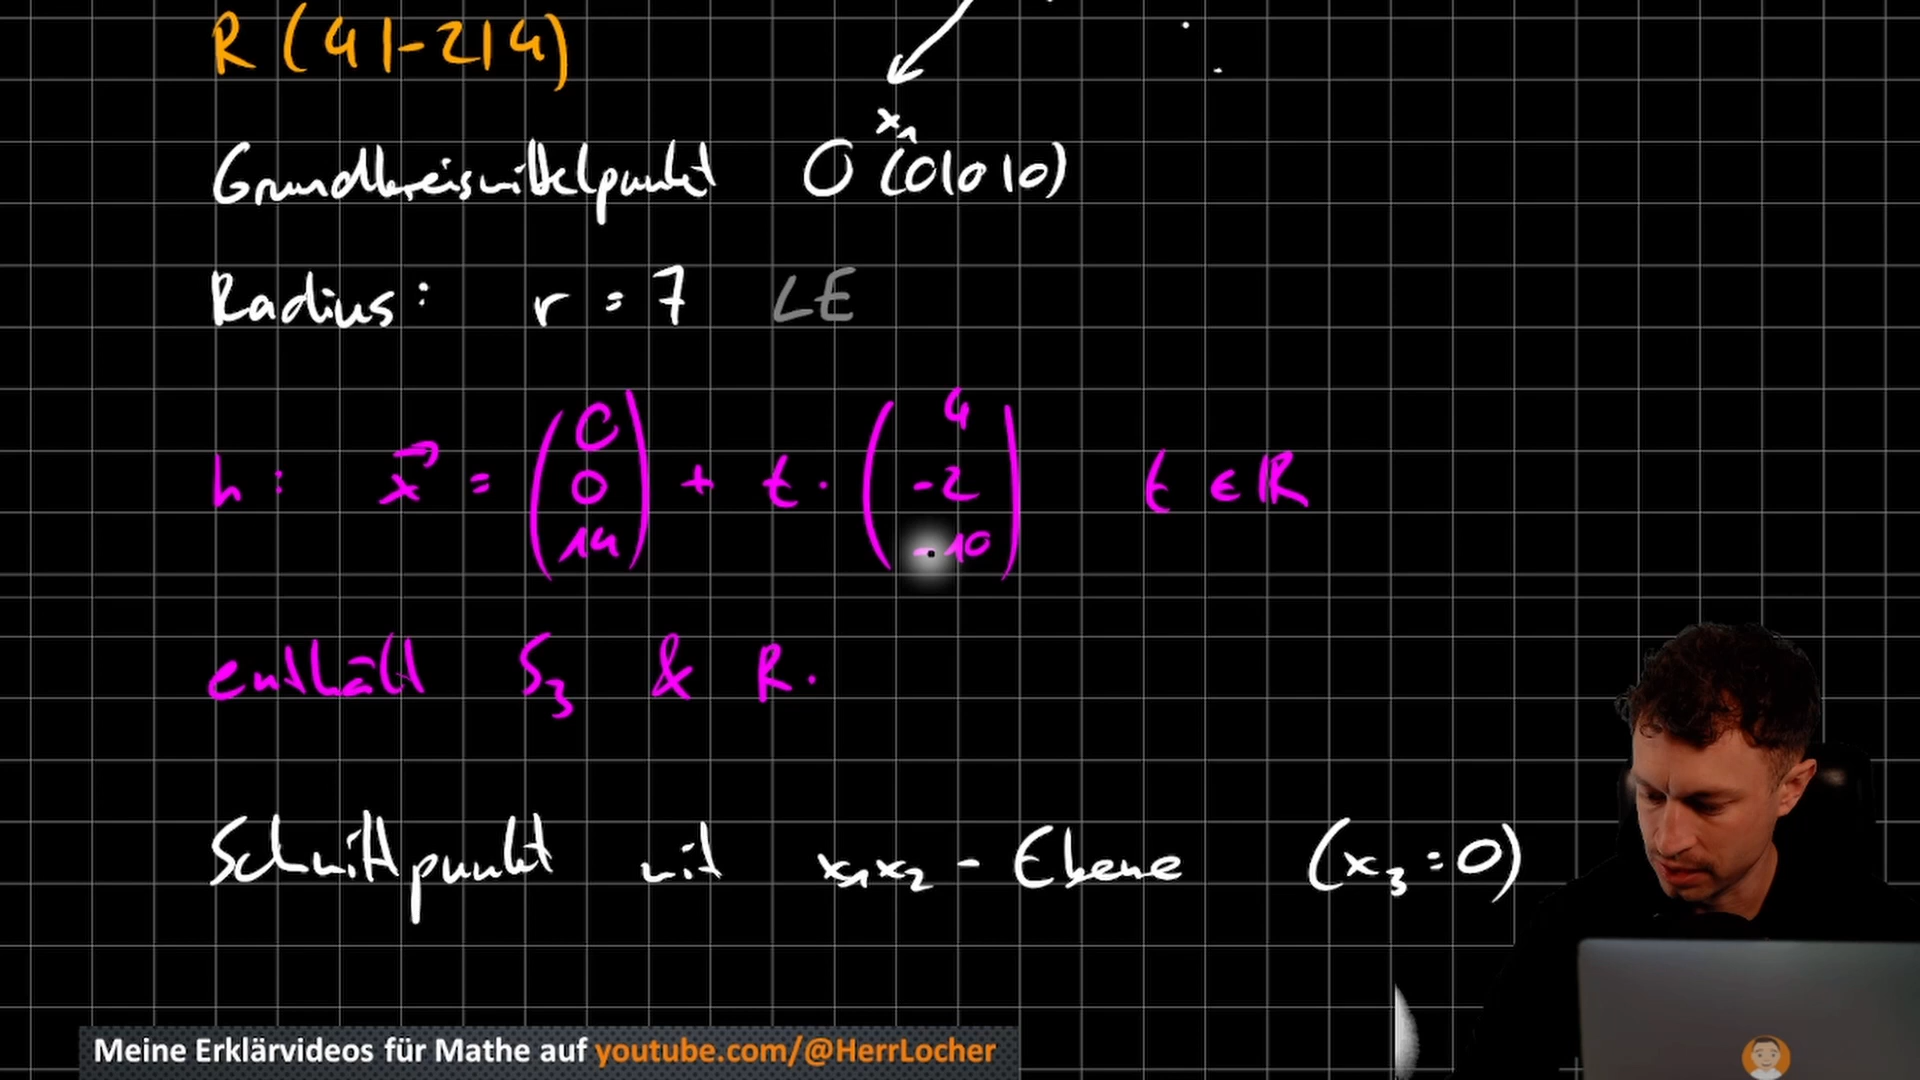 R (4|-2|4)
x₁
Grundkreismittelpunkt O (0|0|0)
Radius: r = 7 LE
h: x⃗ = (0 0 14) + t · (4 -2 -10) t ∈ ℝ
enthält S₃ & R.
Schnittpunkt mit x₁x₂ - Ebene (x₃ = 0)
Meine Erklärvideos für Mathe auf youtube.com/@HerrLocher